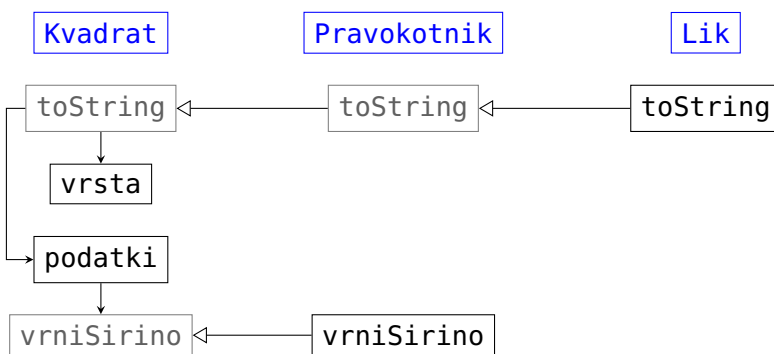 Kvadrat Pravokotnik Lik
toString toString toString
vrsta
podatki
vrniSirino vrniSirino